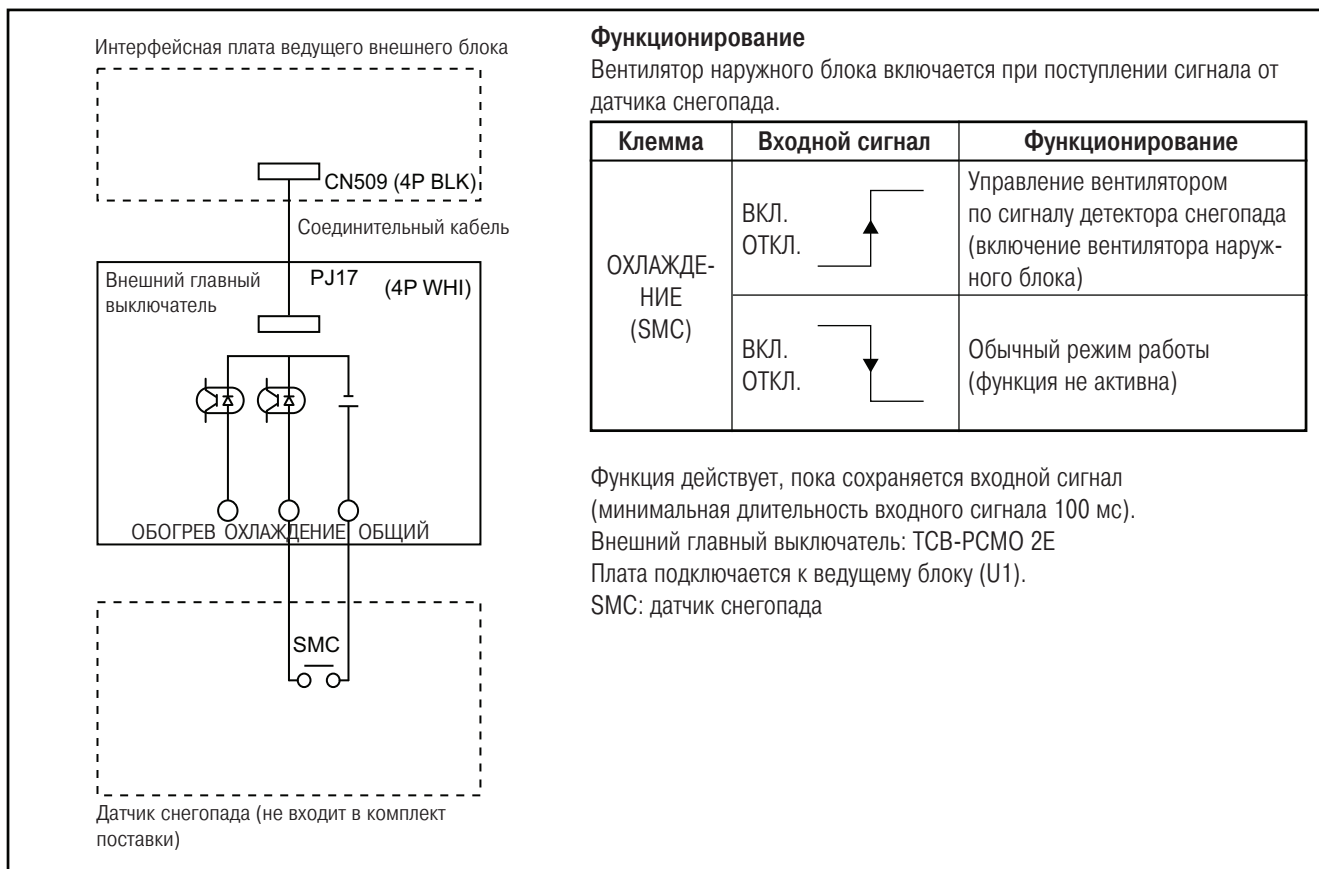 Интерфейсная плата ведущего внешнего блока
CN509 (4P BLK)
Соединительный кабель
Внешний главный
выключатель
PJ17
(4P WHI)
ОБОГРЕВ ОХЛАЖДЕНИЕ ОБЩИЙ
SMC
Датчик снегопада (не входит в комплект
поставки)
Функционирование
Вентилятор наружного блока включается при поступлении сигнала от
датчика снегопада.
Клемма Входной сигнал Функционирование
ОХЛАЖДЕ-
НИЕ
(SMC)
ВКЛ.
ОТКЛ.
Управление вентилятором
по сигналу детектора снегопада
(включение вентилятора наруж-
ного блока)
ВКЛ.
ОТКЛ.
Обычный режим работы
(функция не активна)
Функция действует, пока сохраняется входной сигнал
(минимальная длительность входного сигнала 100 мс).
Внешний главный выключатель: TCB-PCMO 2E
Плата подключается к ведущему блоку (U1).
SMC: датчик снегопада